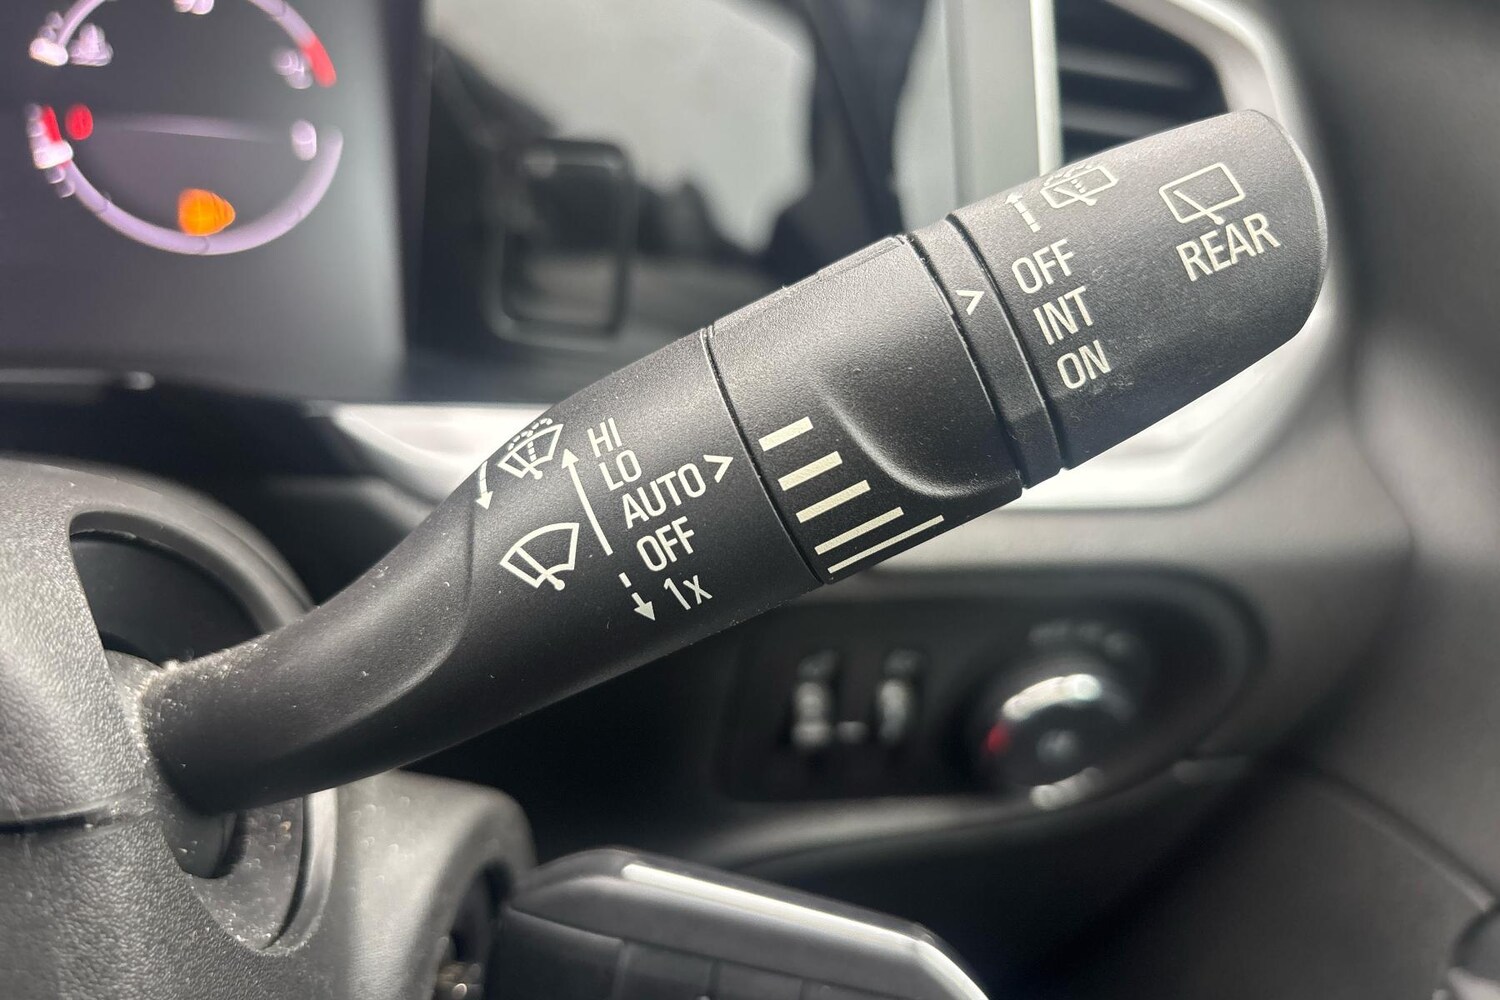 HI
LO
AUTO >
OFF
1x
>
OFF
INT
ON
REAR